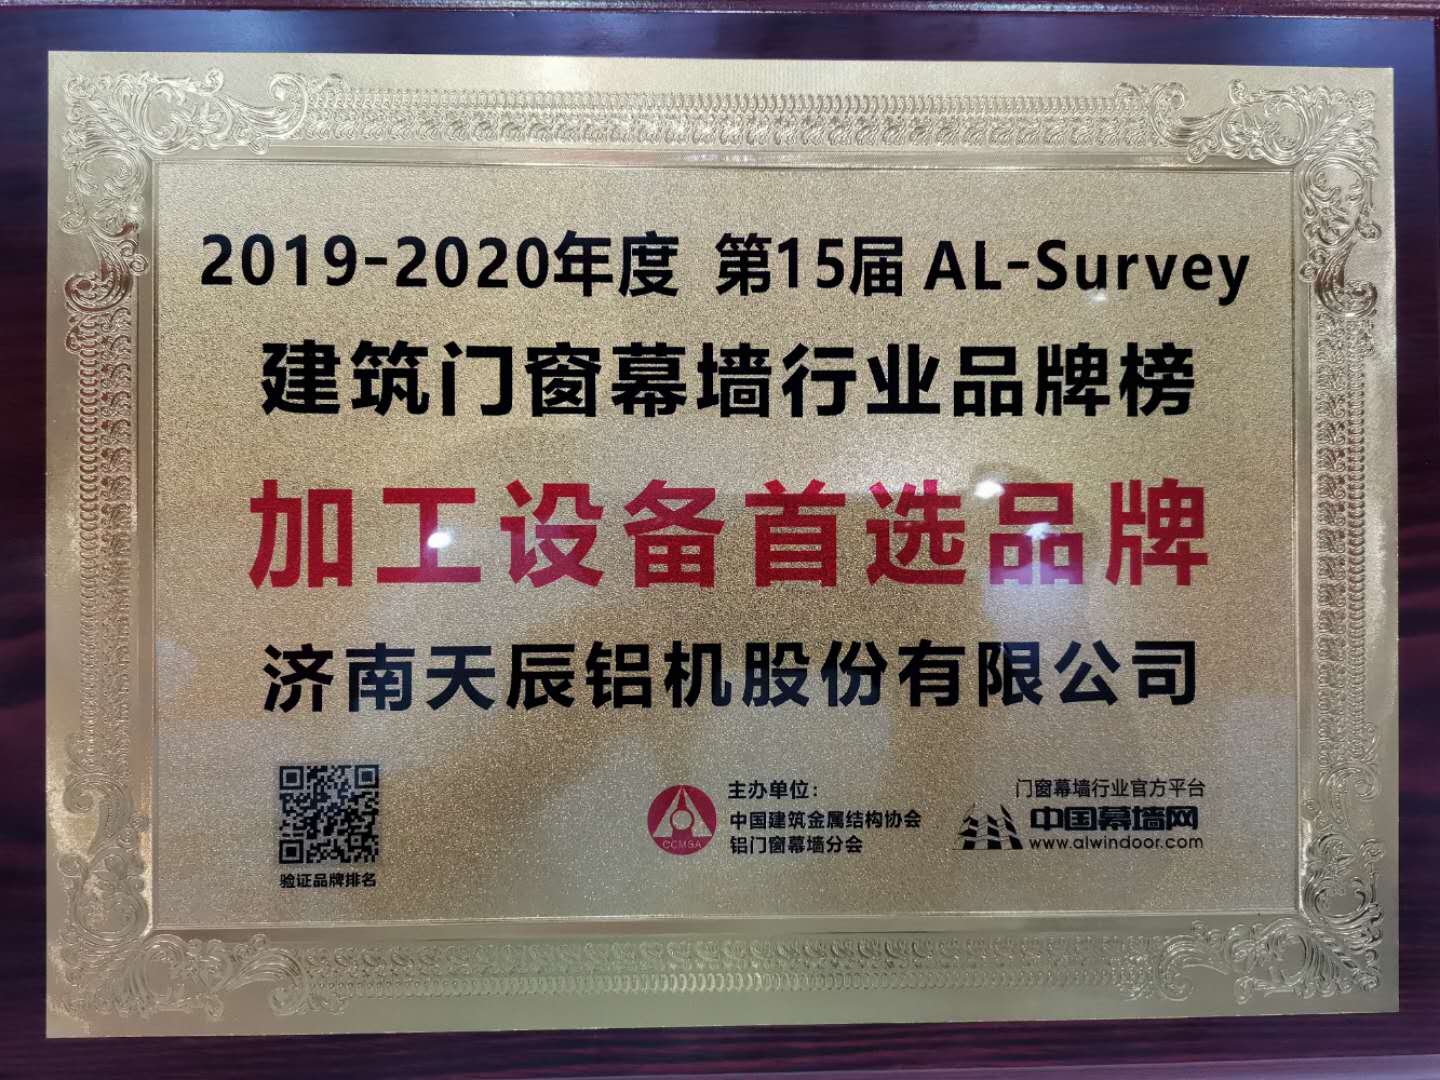 2019-2020年度 第15届 AL-Survey
建筑门窗幕墙行业品牌榜
加工设备首选品牌
济南天辰铝机股份有限公司
验证品牌排名
CCMSA
主办单位：
中国建筑金属结构协会
铝门窗幕墙分会
门窗幕墙行业官方平台
中国幕墙网
www.alwindoor.com